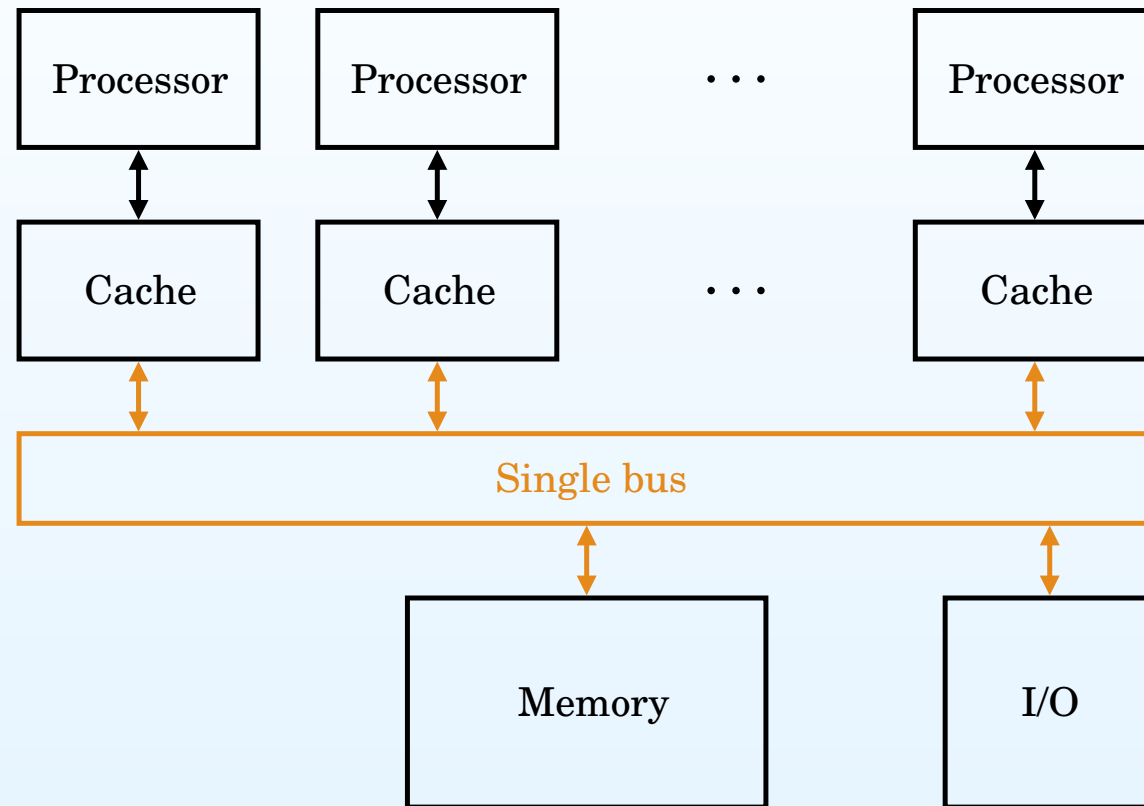 Processor Processor · · · Processor
Cache Cache · · · Cache
Single bus
Memory I/O